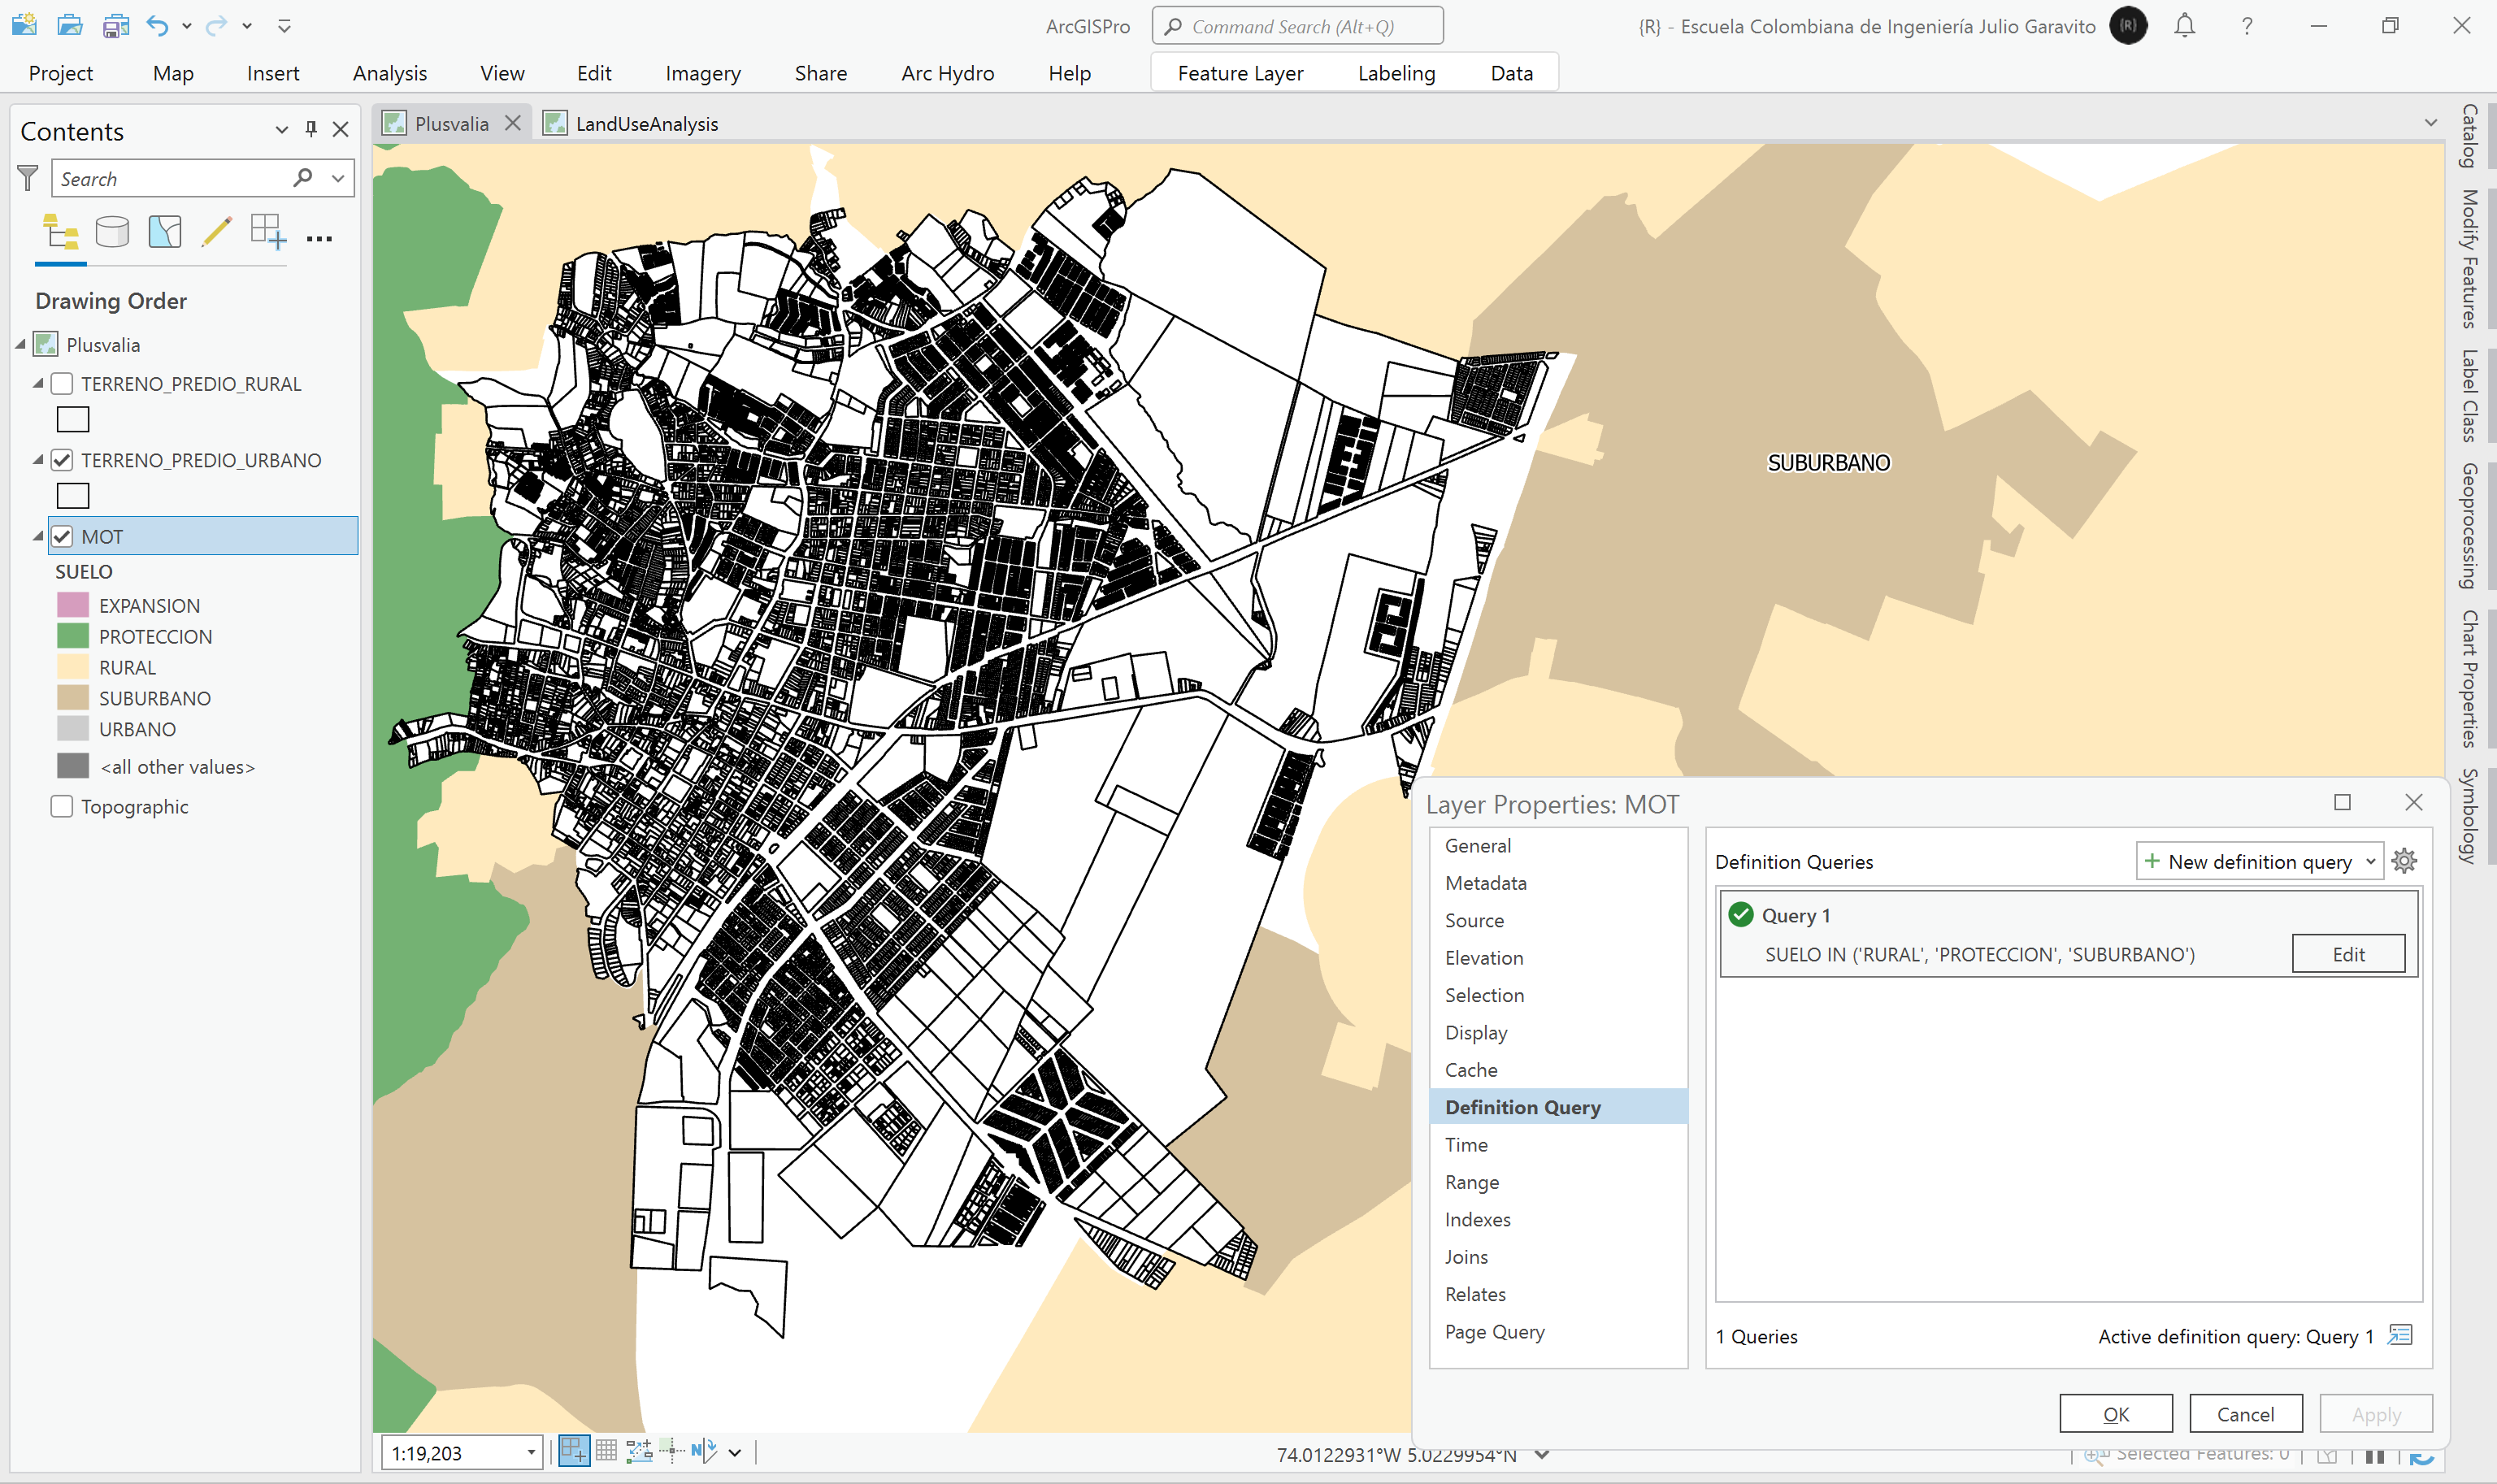 ArcGISPro
Command Search (Alt+Q)
{R} - Escuela Colombiana de Ingeniería Julio Garavito
{R}
?
Project Map Insert Analysis View Edit Imagery Share Arc Hydro Help Feature Layer Labeling Data
Contents
Search
Drawing Order
Plusvalia
TERRENO_PREDIO_RURAL
TERRENO_PREDIO_URBANO
MOT
SUELO
EXPANSION
PROTECCION
RURAL
SUBURBANO
URBANO
<all other values>
Topographic
Plusvalia
LandUseAnalysis
SUBURBANO
Layer Properties: MOT
General
Metadata
Source
Elevation
Selection
Display
Cache
Definition Query
Time
Range
Indexes
Joins
Relates
Page Query
Definition Queries
New definition query
Query 1
SUELO IN ('RURAL', 'PROTECCION', 'SUBURBANO')
Edit
1 Queries
Active definition query: Query 1
OK
Cancel
Apply
1:19,203
N
74.0122931°W 5.0229954°N
Selected Features: 0
Catalog
Modify Features
Label Class
Geoprocessing
Chart Properties
Symbology